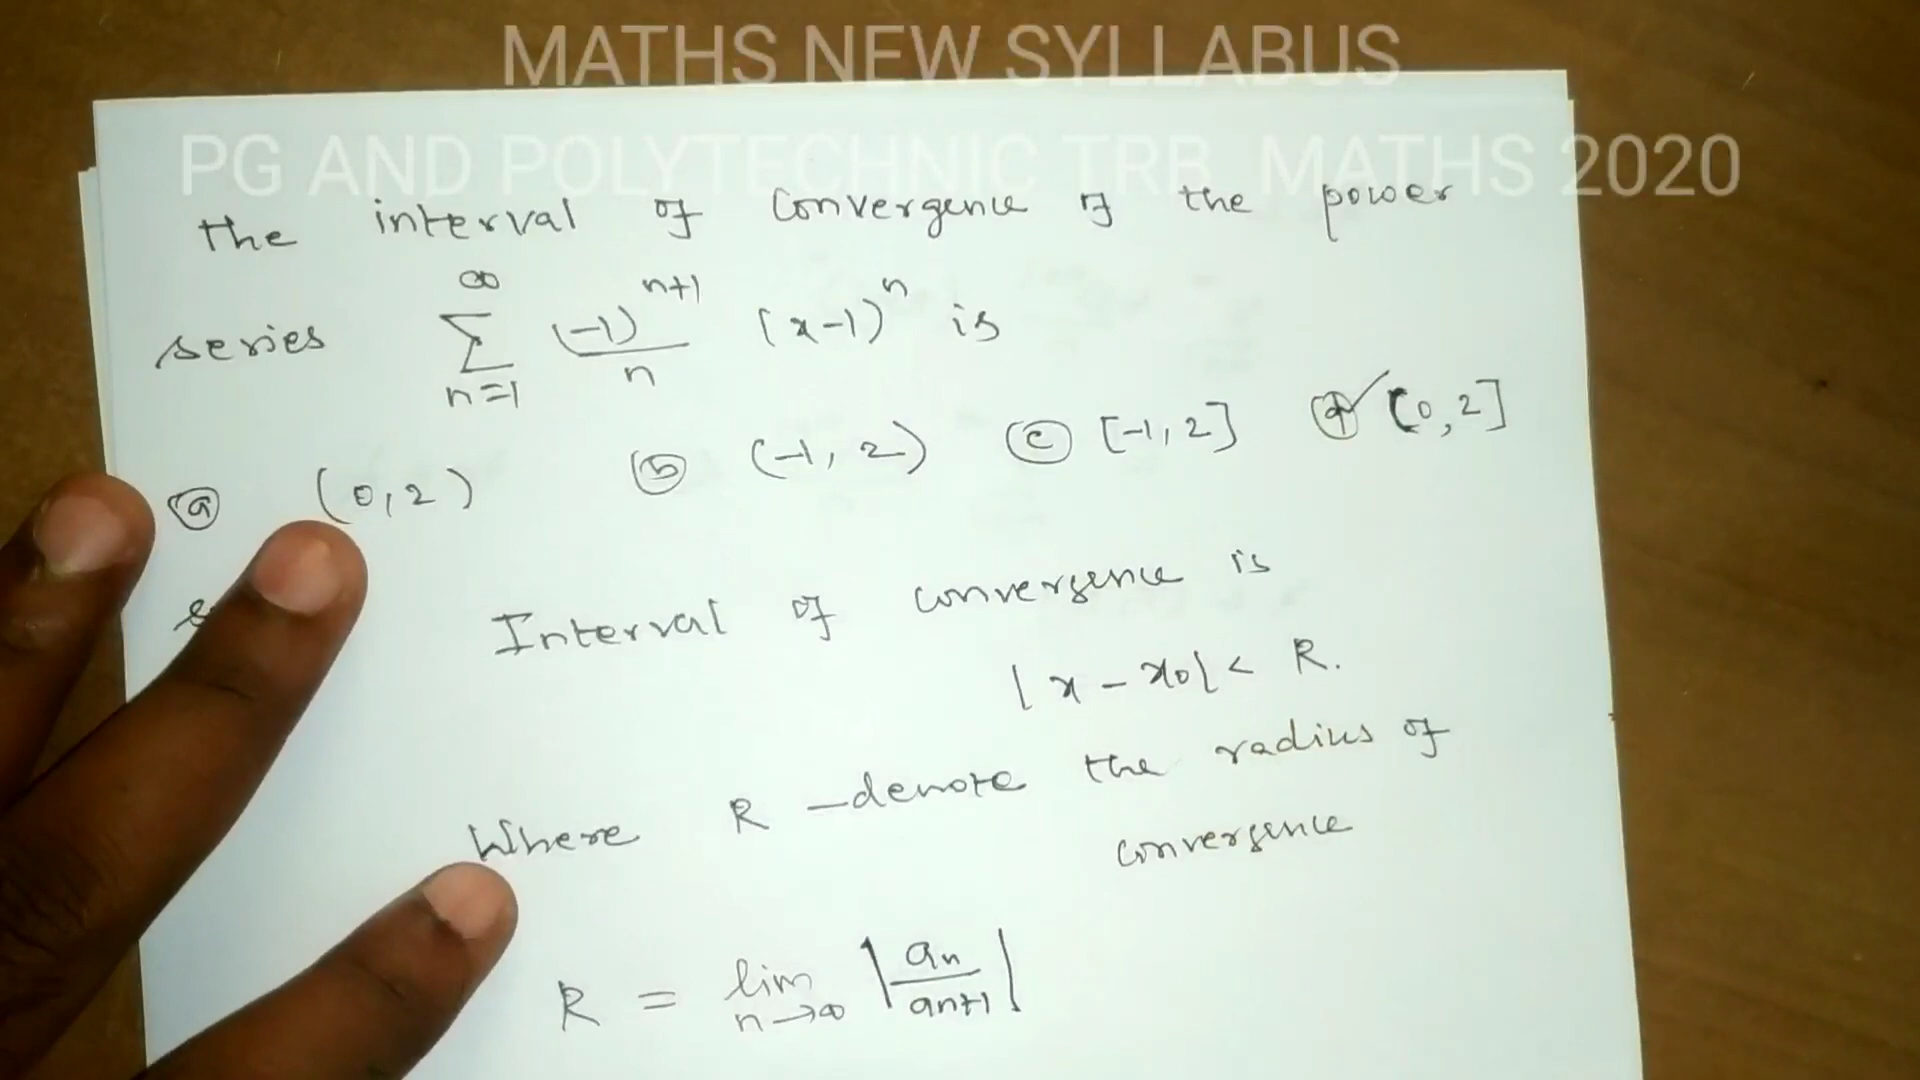 MATHS NEW SYLLABUS
PG AND POLYTECHNIC TRB MATHS 2020
the interval of convergence of the power
series ∑_{n=1}^{∞} (-1)^{n+1}/n (x-1)^n is
ⓐ (0,2) ⓑ (-1, 2) ⓒ [-1, 2] ⓓ✓ (0, 2]
Interval of convergence is
|x - x0| < R.
Where R - denote the radius of
convergence
R = lim_{n→∞} |an/an+1|